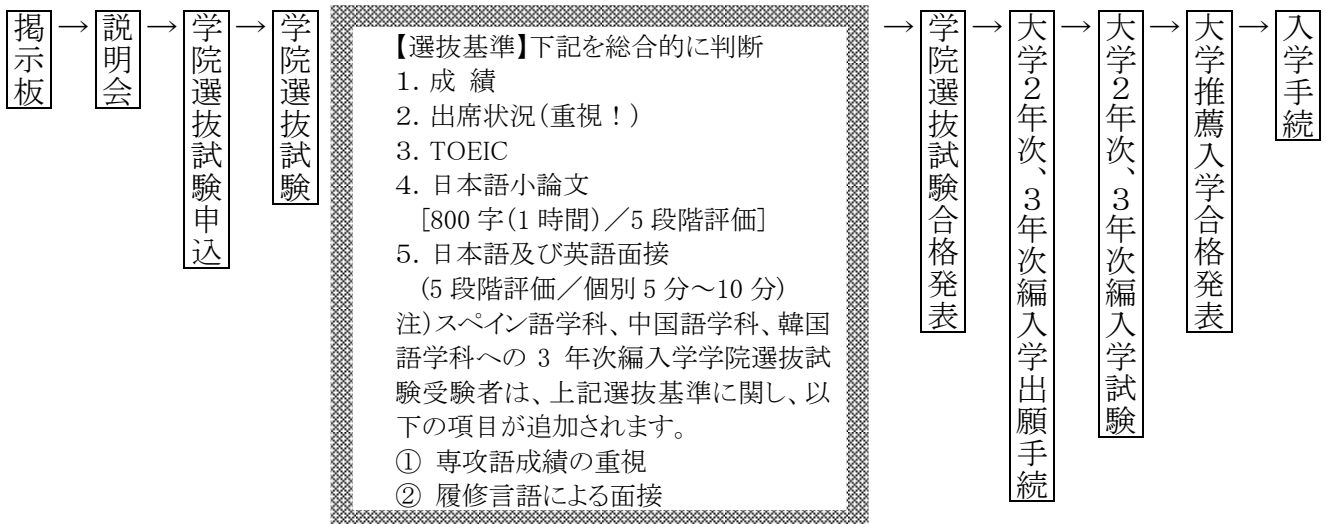 掲示板
→
説明会
→
学院選抜試験申込
→
学院選抜試験
【選抜基準】下記を総合的に判断
1. 成 績
2. 出席状況(重視！)
3. TOEIC
4. 日本語小論文
[800 字(1 時間)／5 段階評価]
5. 日本語及び英語面接
(5 段階評価／個別 5 分～10 分)
注)スペイン語学科、中国語学科、韓国
語学科への 3 年次編入学学院選抜試
験受験者は、上記選抜基準に関し、以
下の項目が追加されます。
① 専攻語成績の重視
② 履修言語による面接
→
学院選抜試験合格発表
→
大学２年次、３年次編入学出願手続
→
大学２年次、３年次編入学試験
→
大学推薦入学合格発表
→
入学手続